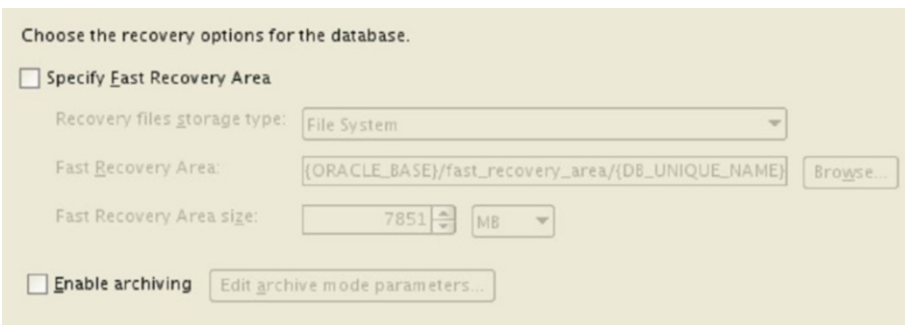 Choose the recovery options for the database.
Specify Fast Recovery Area
Recovery files storage type: File System
Fast Recovery Area: {ORACLE_BASE}/fast_recovery_area/{DB_UNIQUE_NAME} Browse...
Fast Recovery Area size: 7851 MB
Enable archiving Edit archive mode parameters...